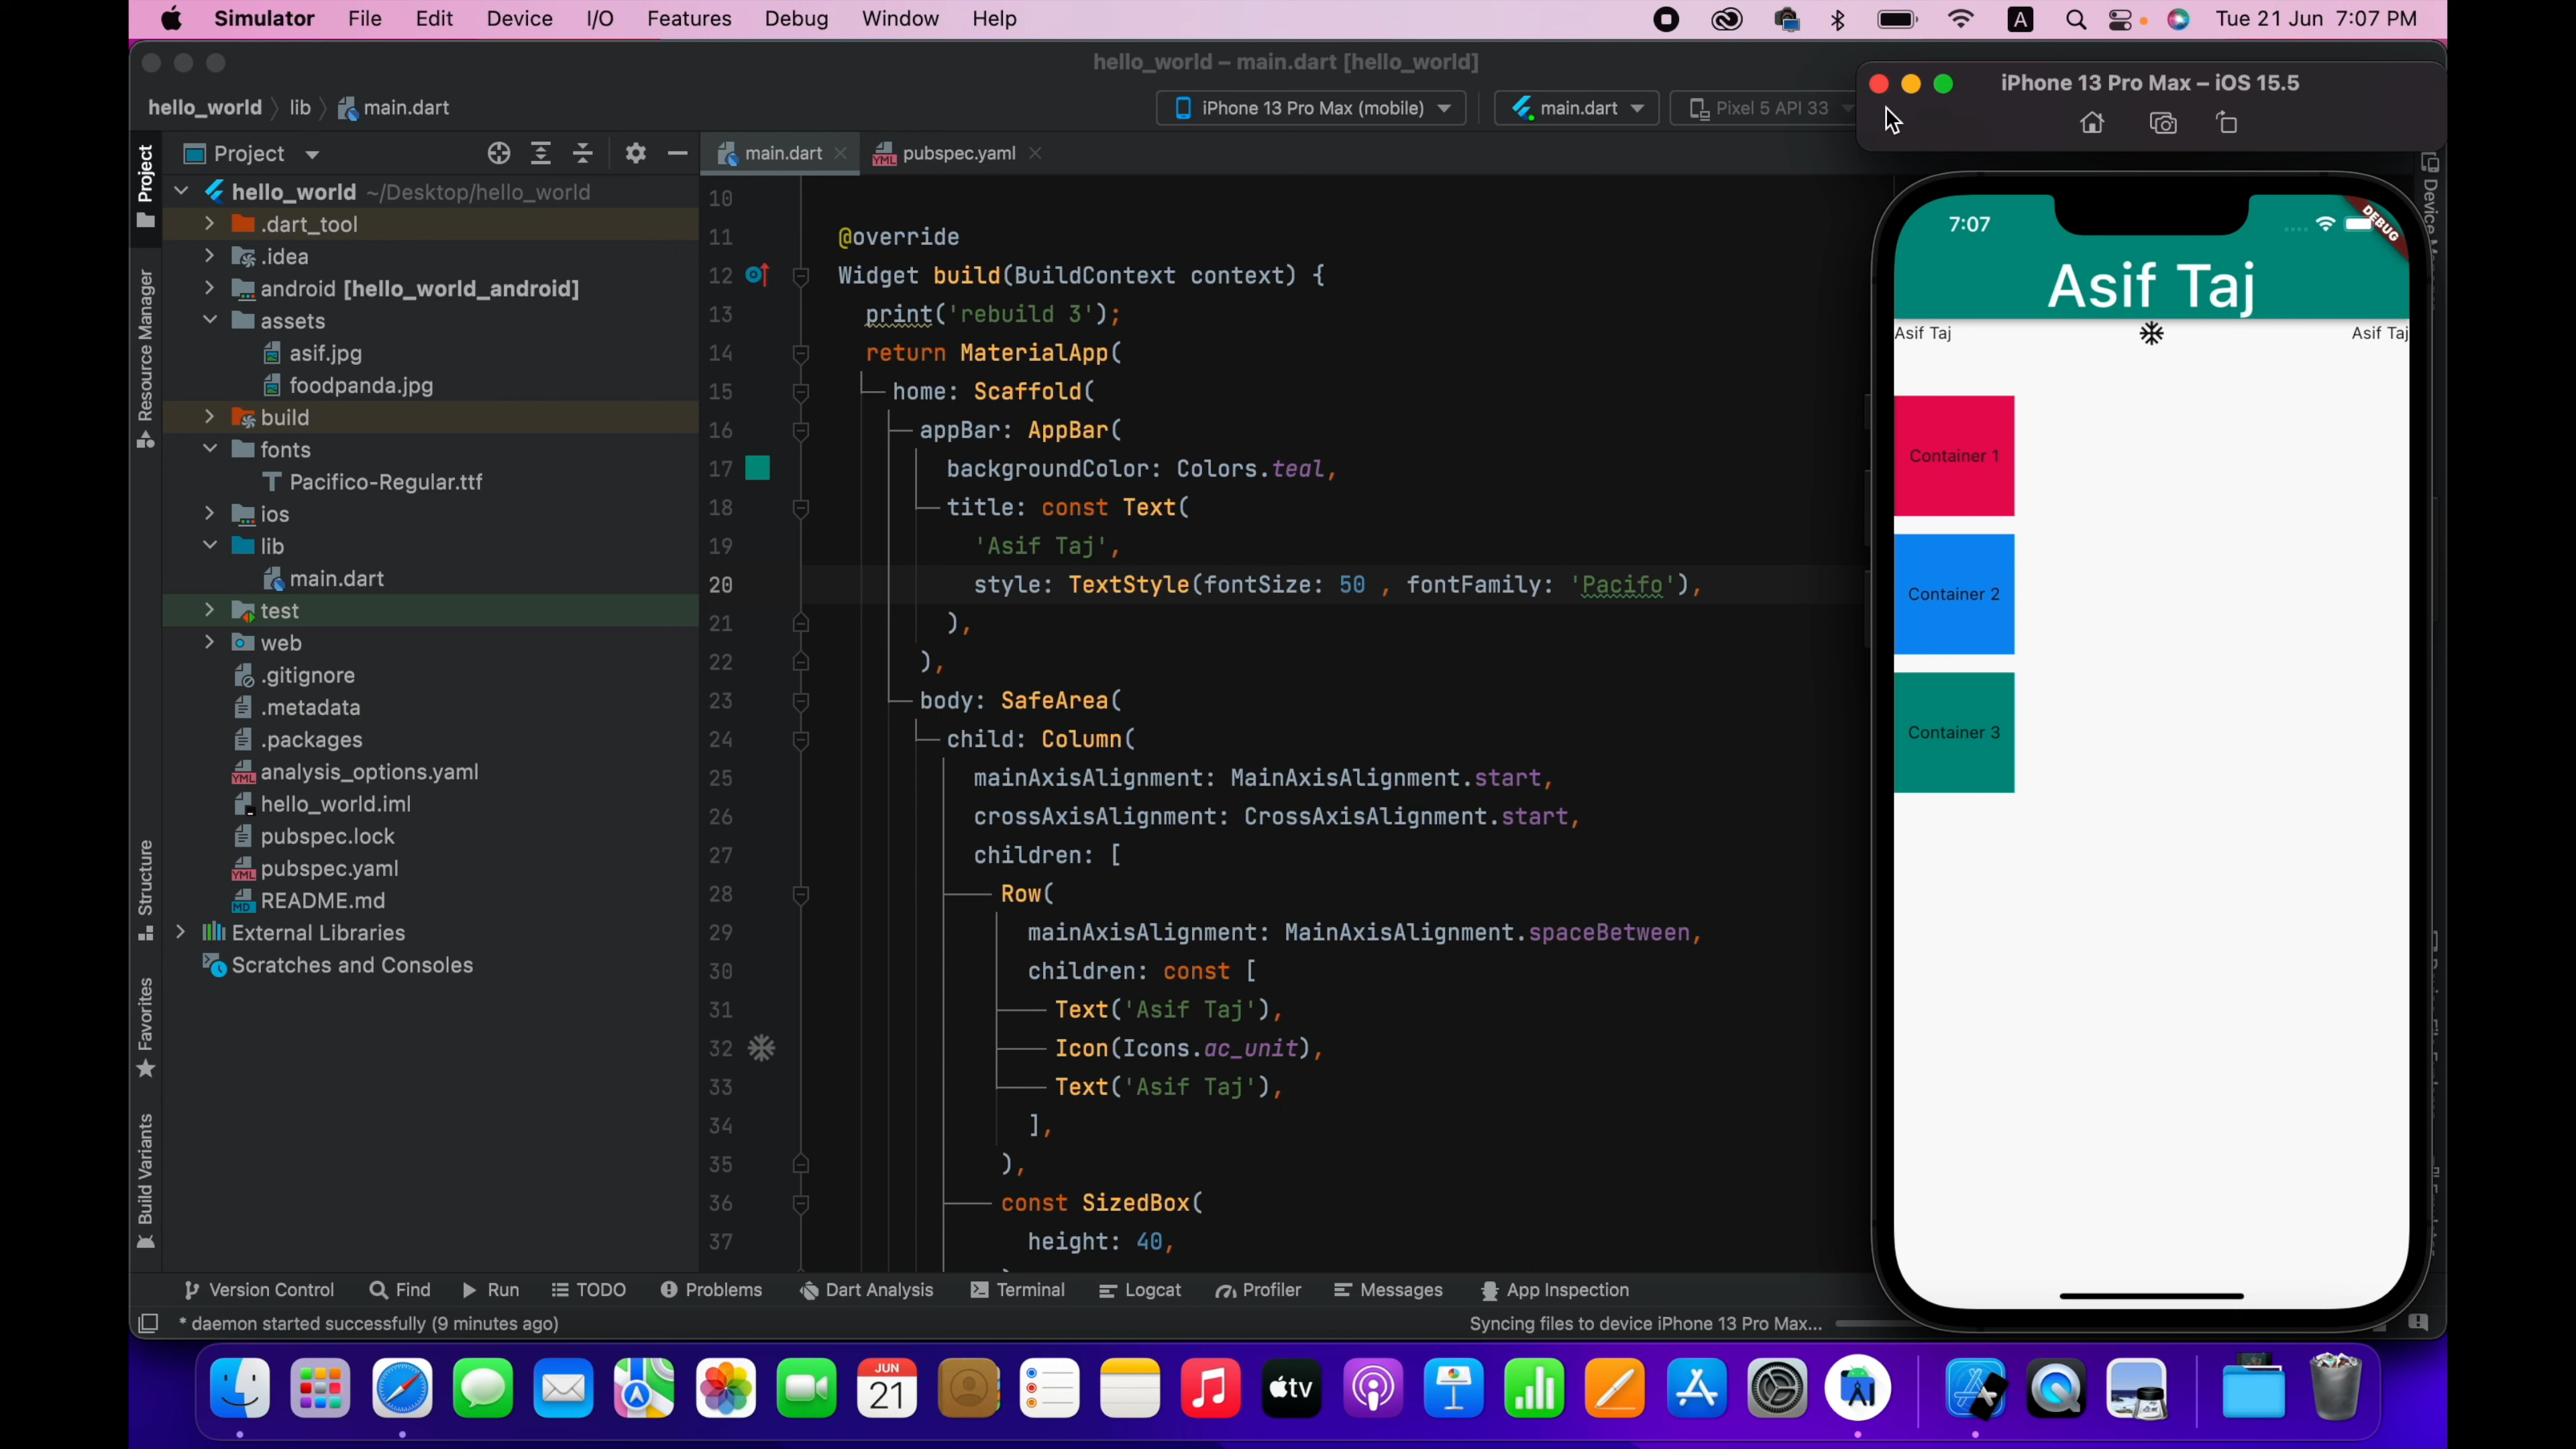 Simulator File Edit Device I/O Features Debug Window Help
A
Tue 21 Jun 7:07 PM
hello_world – main.dart [hello_world]
hello_world lib main.dart
iPhone 13 Pro Max (mobile)
main.dart
Pixel 5 API 33
iPhone 13 Pro Max – iOS 15.5
Project
Project
main.dart
YML pubspec.yaml
hello_world ~/Desktop/hello_world
.dart_tool
.idea
android [hello_world_android]
assets
asif.jpg
foodpanda.jpg
build
fonts
Pacifico-Regular.ttf
ios
lib
main.dart
test
web
.gitignore
.metadata
.packages
YML analysis_options.yaml
hello_world.iml
pubspec.lock
YML pubspec.yaml
MD README.md
External Libraries
Scratches and Consoles
Resource Manager
Structure
Favorites
Build Variants
10
11 @override
12 Widget build(BuildContext context) {
13 print('rebuild 3');
14 return MaterialApp(
15 home: Scaffold(
16 appBar: AppBar(
17 backgroundColor: Colors.teal,
18 title: const Text(
19 'Asif Taj',
20 style: TextStyle(fontSize: 50 , fontFamily: 'Pacifo'),
21 ),
22 ),
23 body: SafeArea(
24 child: Column(
25 mainAxisAlignment: MainAxisAlignment.start,
26 crossAxisAlignment: CrossAxisAlignment.start,
27 children: [
28 Row(
29 mainAxisAlignment: MainAxisAlignment.spaceBetween,
30 children: const [
31 Text('Asif Taj'),
32 Icon(Icons.ac_unit),
33 Text('Asif Taj'),
34 ],
35 ),
36 const SizedBox(
37 height: 40,
7:07
DEBUG
Asif Taj
Asif Taj
Asif Taj
Container 1
Container 2
Container 3
Version Control Find Run TODO Problems Dart Analysis Terminal Logcat Profiler Messages App Inspection
* daemon started successfully (9 minutes ago)
Syncing files to device iPhone 13 Pro Max...
JUN
21
tv